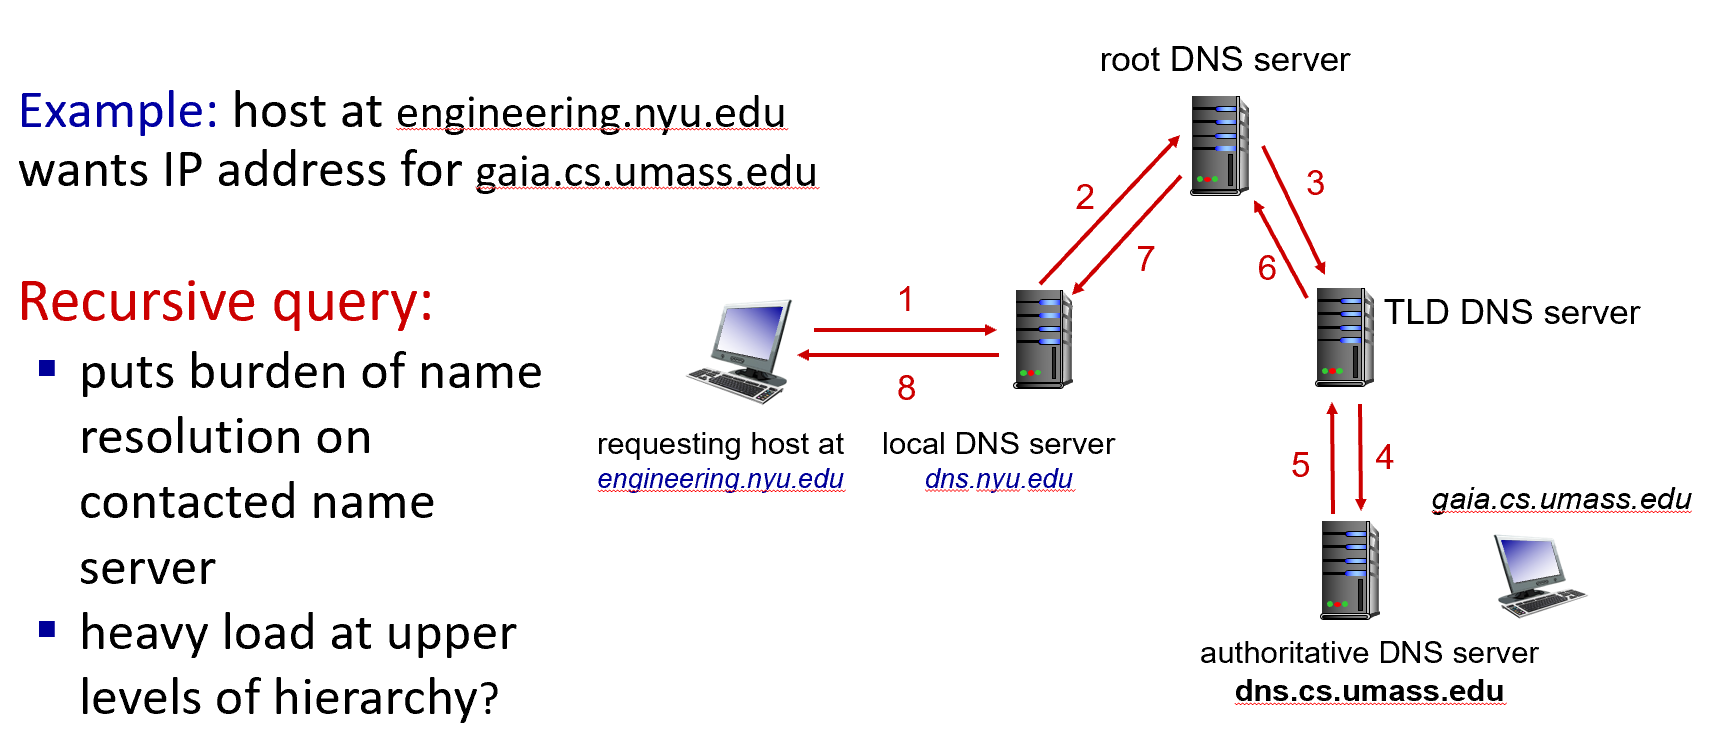 Example: host at engineering.nyu.edu
wants IP address for gaia.cs.umass.edu
Recursive query:
puts burden of name
resolution on
contacted name
server
heavy load at upper
levels of hierarchy?
root DNS server
2
3
7
6
1
8
TLD DNS server
requesting host at
engineering.nyu.edu
local DNS server
dns.nyu.edu
5
4
gaia.cs.umass.edu
authoritative DNS server
dns.cs.umass.edu